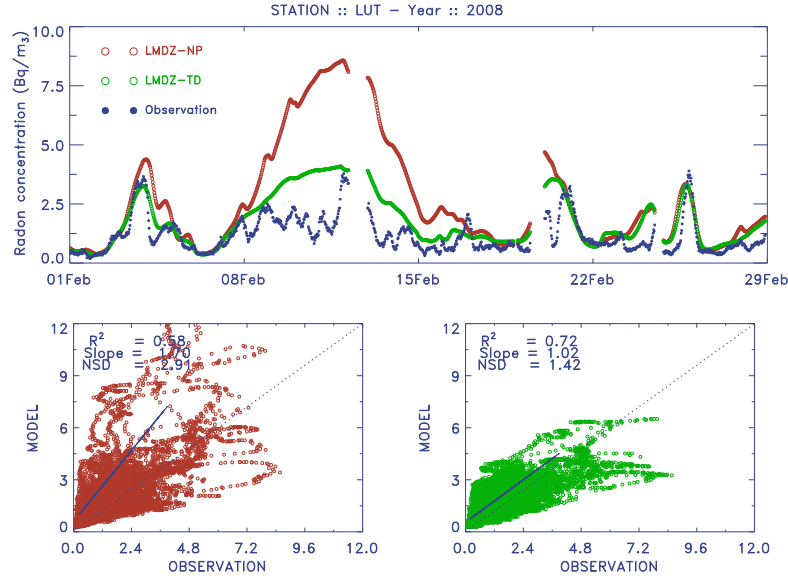 STATION :: LUT − Year :: 2008
Radon concentration (Bq/m3)
10.0
7.5
5.0
2.5
0.0
LMDZ−NP
LMDZ−TD
Observation
01Feb 08Feb 15Feb 22Feb 29Feb
MODEL
12
9
6
3
0
R² = 0.58
Slope = 1.70
NSD = 2.91
0.0 2.4 4.8 7.2 9.6 12.0
OBSERVATION
MODEL
12
9
6
3
0
R² = 0.72
Slope = 1.02
NSD = 1.42
0.0 2.4 4.8 7.2 9.6 12.0
OBSERVATION